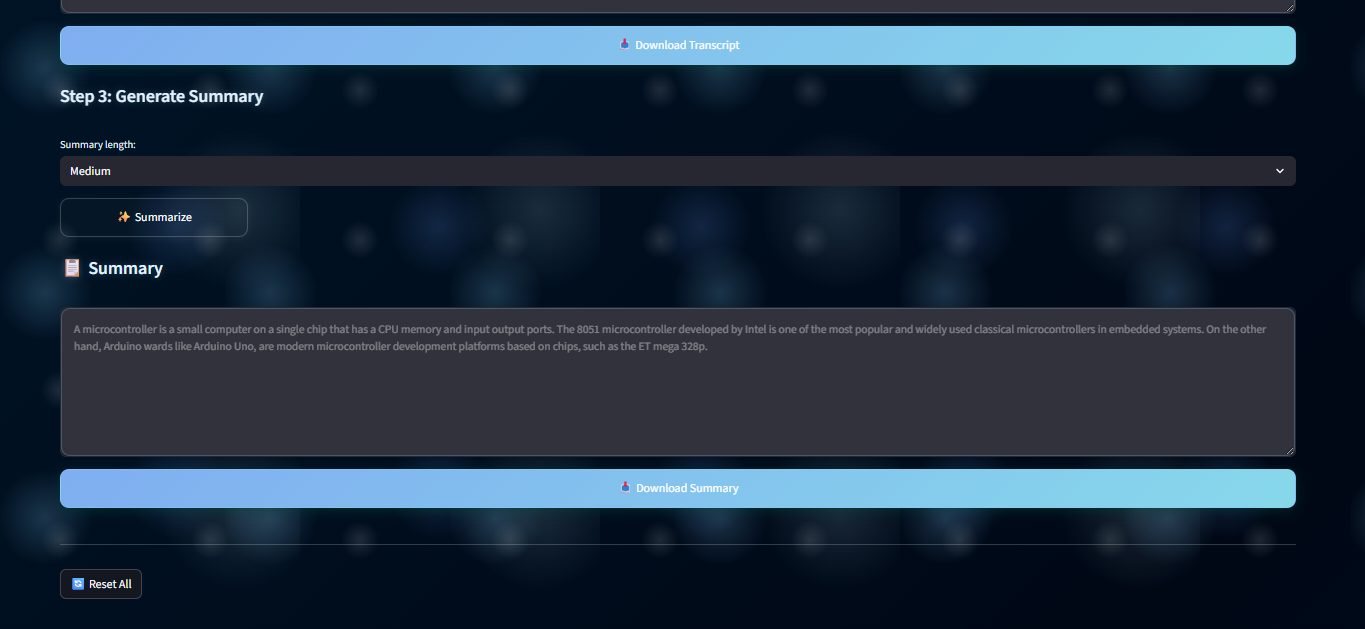 Download Transcript
Step 3: Generate Summary
Summary length:
Medium
Summarize
Summary
A microcontroller is a small computer on a single chip that has a CPU memory and input output ports. The 8051 microcontroller developed by Intel is one of the most popular and widely used classical microcontrollers in embedded systems. On the other
hand, Arduino wards like Arduino Uno, are modern microcontroller development platforms based on chips, such as the ET mega 328p.
Download Summary
Reset All